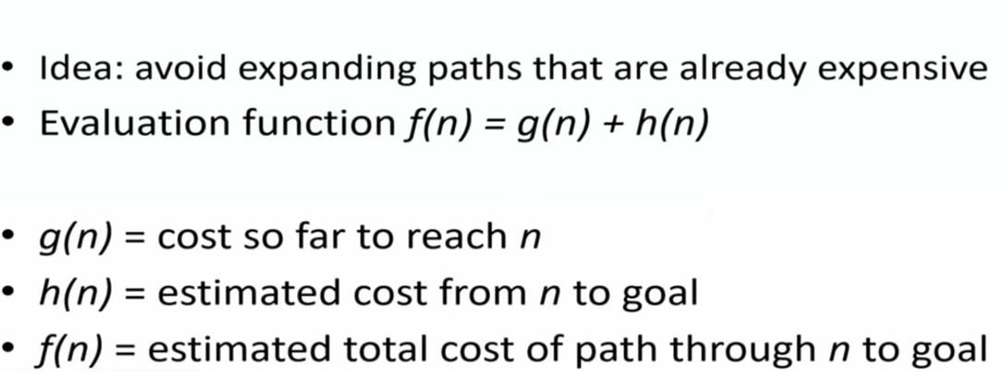 • Idea: avoid expanding paths that are already expensive
• Evaluation function f(n) = g(n) + h(n)
• g(n) = cost so far to reach n
• h(n) = estimated cost from n to goal
• f(n) = estimated total cost of path through n to goal